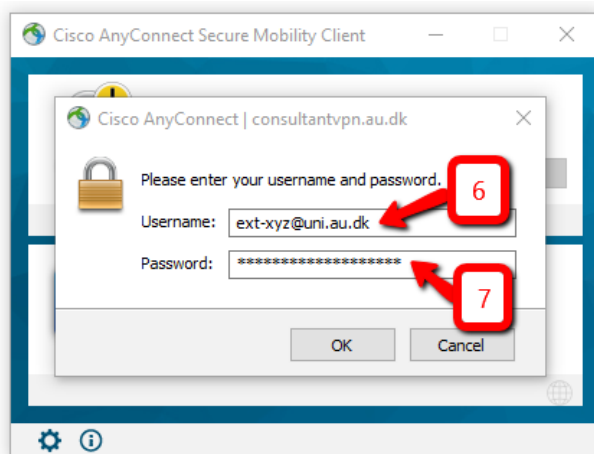 Cisco AnyConnect Secure Mobility Client
Cisco AnyConnect | consultantvpn.au.dk
Please enter your username and password.
6
Username: ext-xyz@uni.au.dk
Password: *******************
7
OK Cancel